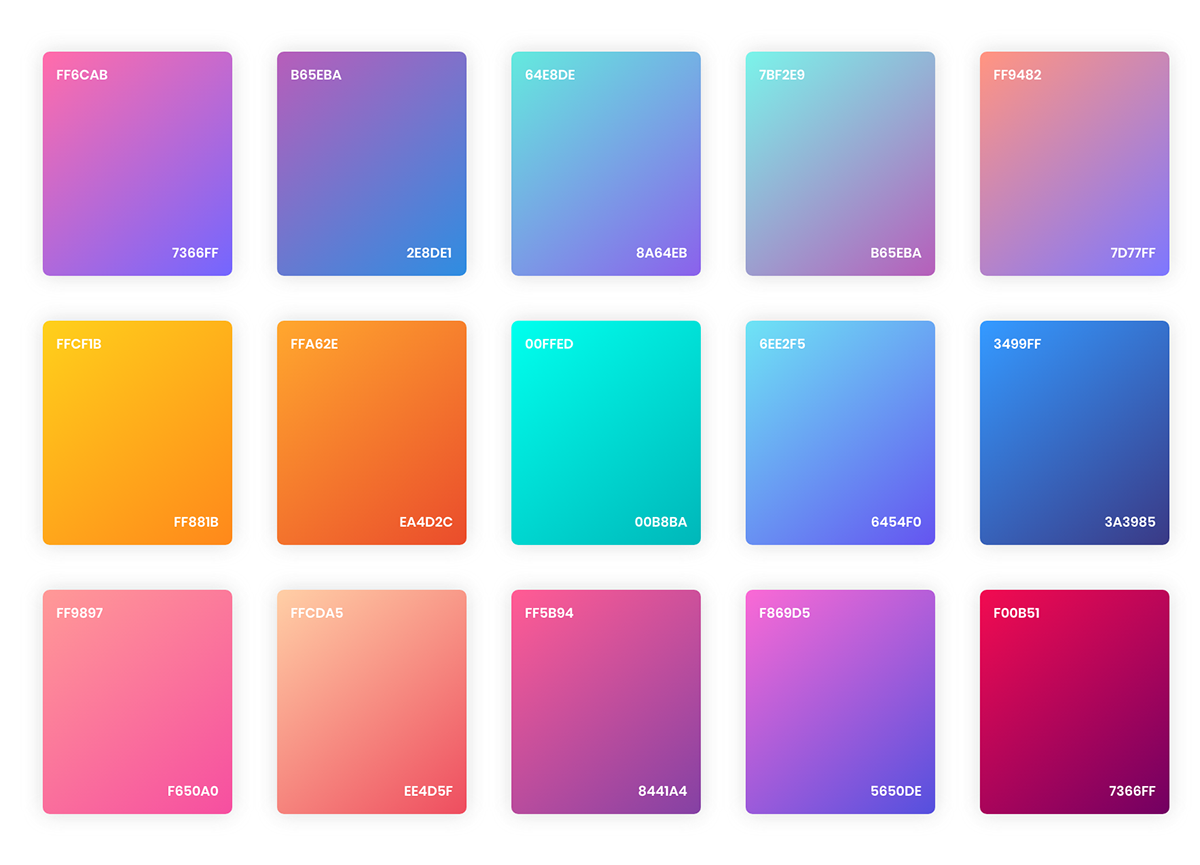 FF6CAB
B65EBA
64E8DE
7BF2E9
FF9482
7366FF
2E8DE1
8A64EB
B65EBA
7D77FF
FFCF1B
FFA62E
00FFED
6EE2F5
3499FF
FF881B
EA4D2C
00B8BA
6454F0
3A3985
FF9897
FFCDA5
FF5B94
F869D5
F00B51
F650A0
EE4D5F
8441A4
5650DE
7366FF